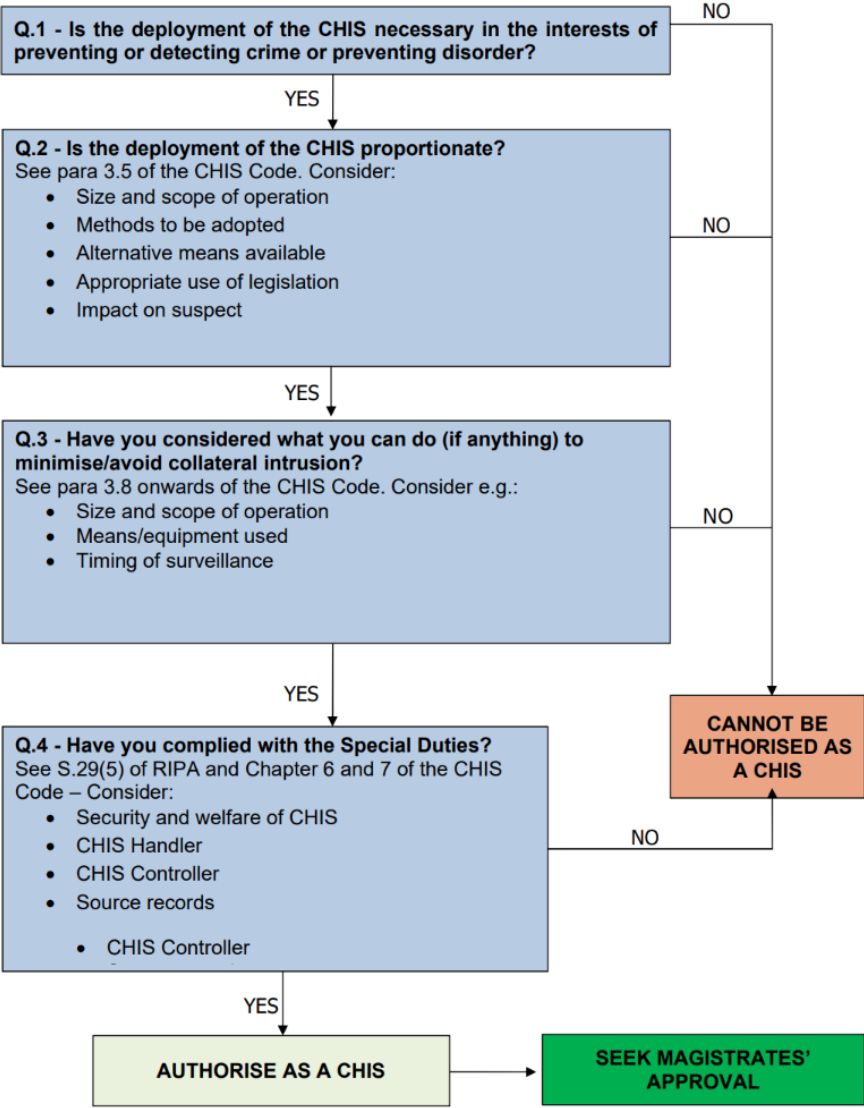 Q.1 - Is the deployment of the CHIS necessary in the interests of
preventing or detecting crime or preventing disorder?
NO
YES
Q.2 - Is the deployment of the CHIS proportionate?
See para 3.5 of the CHIS Code. Consider:
• Size and scope of operation
• Methods to be adopted
• Alternative means available
• Appropriate use of legislation
• Impact on suspect
NO
YES
Q.3 - Have you considered what you can do (if anything) to
minimise/avoid collateral intrusion?
See para 3.8 onwards of the CHIS Code. Consider e.g.:
• Size and scope of operation
• Means/equipment used
• Timing of surveillance
NO
YES
Q.4 - Have you complied with the Special Duties?
See S.29(5) of RIPA and Chapter 6 and 7 of the CHIS
Code – Consider:
• Security and welfare of CHIS
• CHIS Handler
• CHIS Controller
• Source records
• CHIS Controller
NO
CANNOT BE
AUTHORISED AS
A CHIS
YES
AUTHORISE AS A CHIS
SEEK MAGISTRATES'
APPROVAL